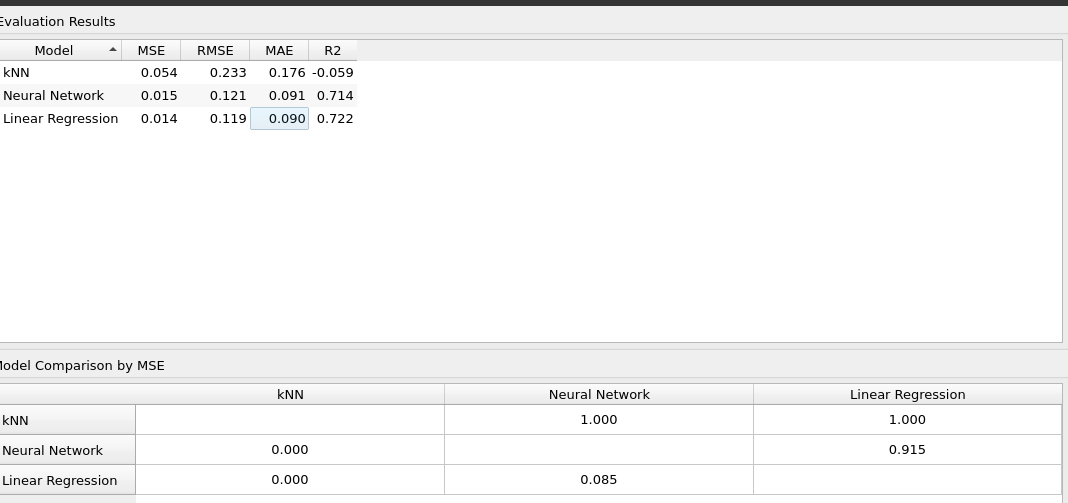 Evaluation Results
Model MSE RMSE MAE R2
kNN 0.054 0.233 0.176 -0.059
Neural Network 0.015 0.121 0.091 0.714
Linear Regression 0.014 0.119 0.090 0.722
Model Comparison by MSE
kNN Neural Network Linear Regression
kNN 1.000 1.000
Neural Network 0.000 0.915
Linear Regression 0.000 0.085